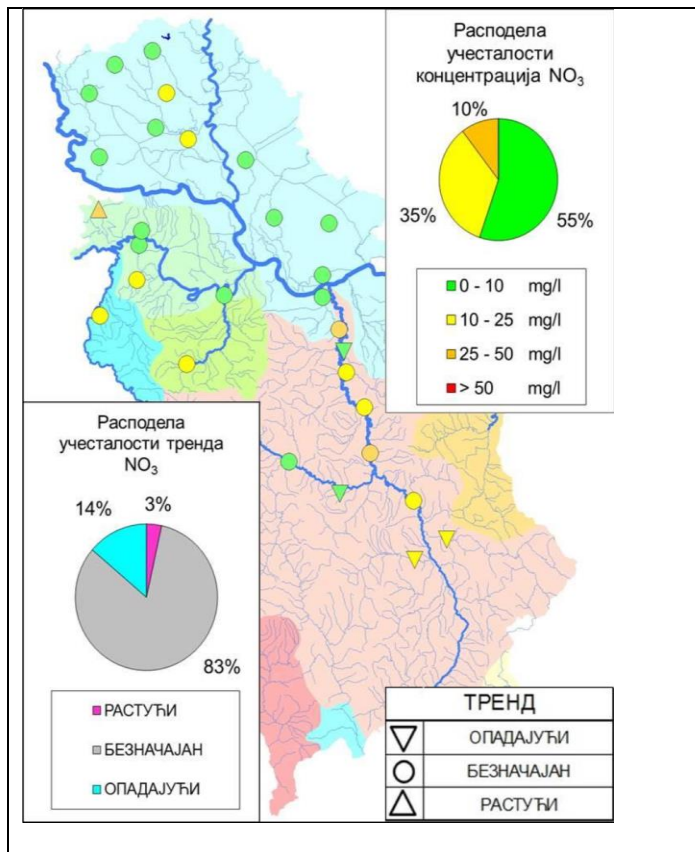 Расподела
учесталости
концентрација NO₃
10%
35%
55%
0 - 10 mg/l
10 - 25 mg/l
25 - 50 mg/l
> 50 mg/l
Расподела
учесталости тренда
NO₃
14%
3%
83%
РАСТУЋИ
БЕЗНАЧАЈАН
ОПАДАЈУЋИ
ТРЕНД
ОПАДАЈУЋИ
БЕЗНАЧАЈАН
РАСТУЋИ